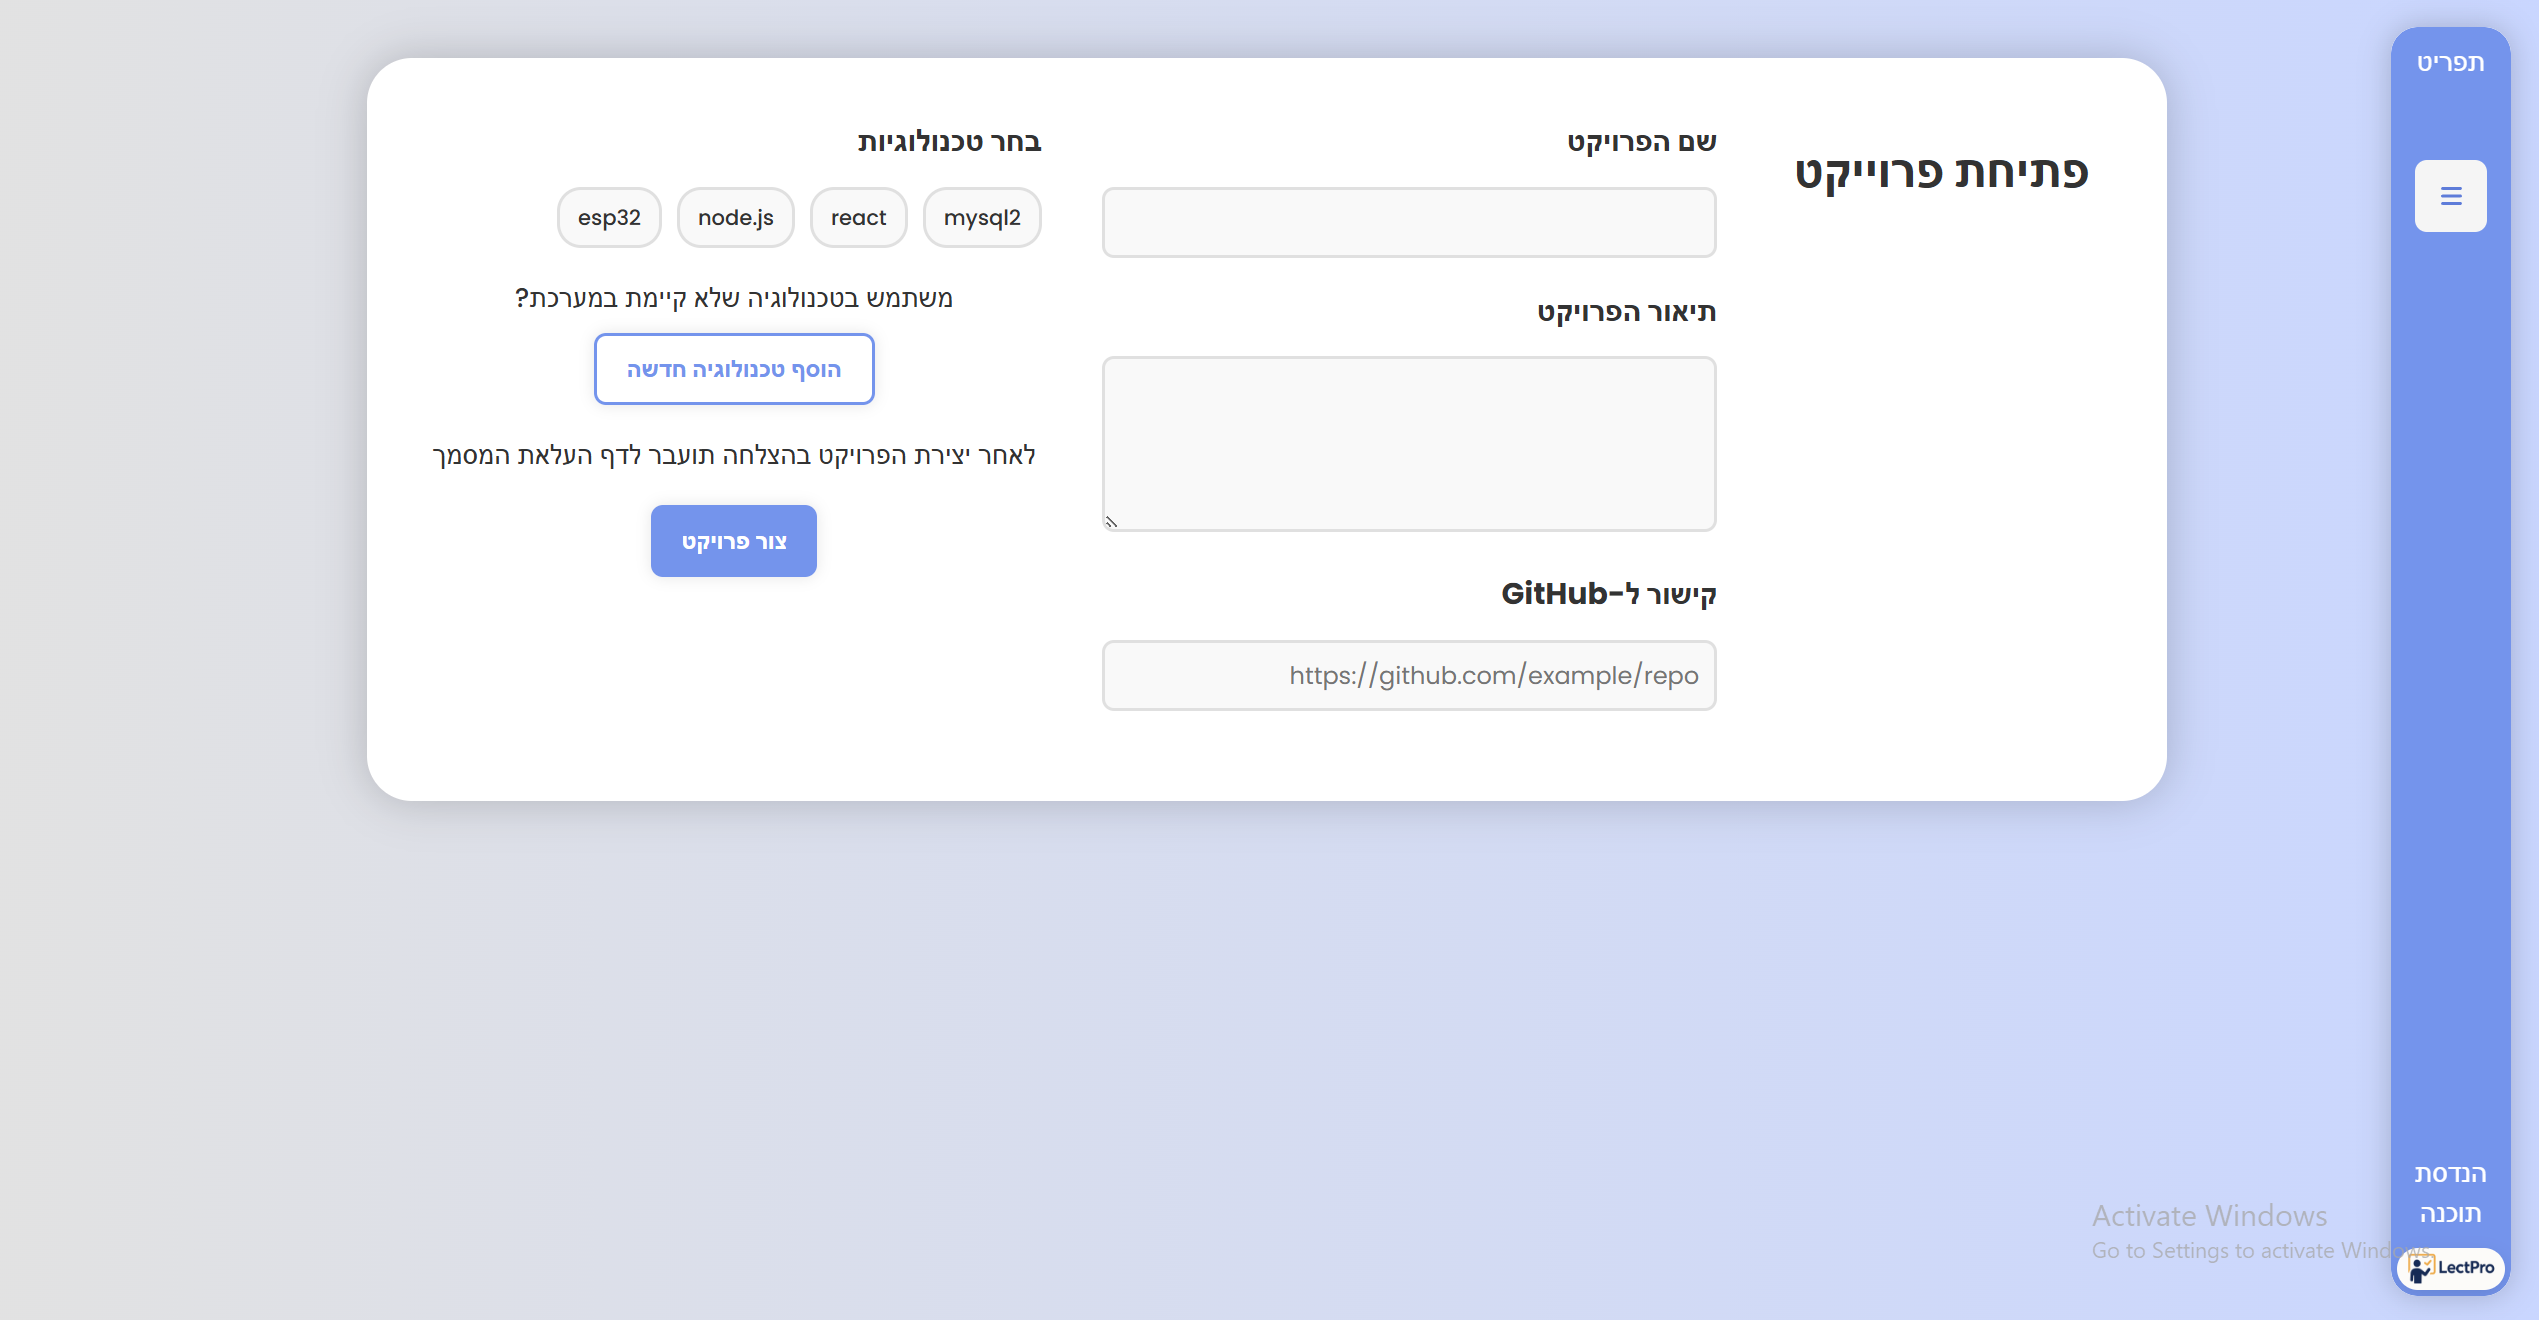 תפריט
פתיחת פרוייקט
שם הפרויקט
תיאור הפרויקט
קישור ל-GitHub
https://github.com/example/repo
בחר טכנולוגיות
mysql2
react
node.js
esp32
משתמש בטכנולוגיה שלא קיימת במערכת?
הוסף טכנולוגיה חדשה
לאחר יצירת הפרויקט בהצלחה תועבר לדף העלאת המסמך
צור פרויקט
הנדסת
תוכנה
LectPro
Activate Windows
Go to Settings to activate Windows.